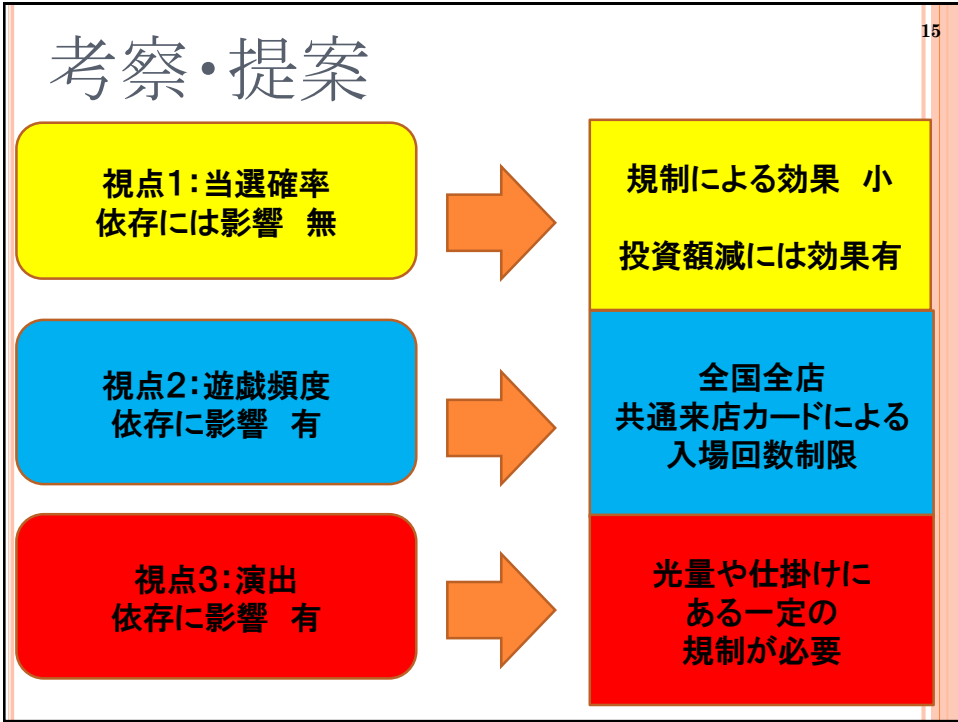 15
考察・提案
視点1：当選確率
依存には影響　無
規制による効果　小
投資額減には効果有
視点2：遊戯頻度
依存に影響　有
全国全店
共通来店カードによる
入場回数制限
視点3：演出
依存に影響　有
光量や仕掛けに
ある一定の
規制が必要